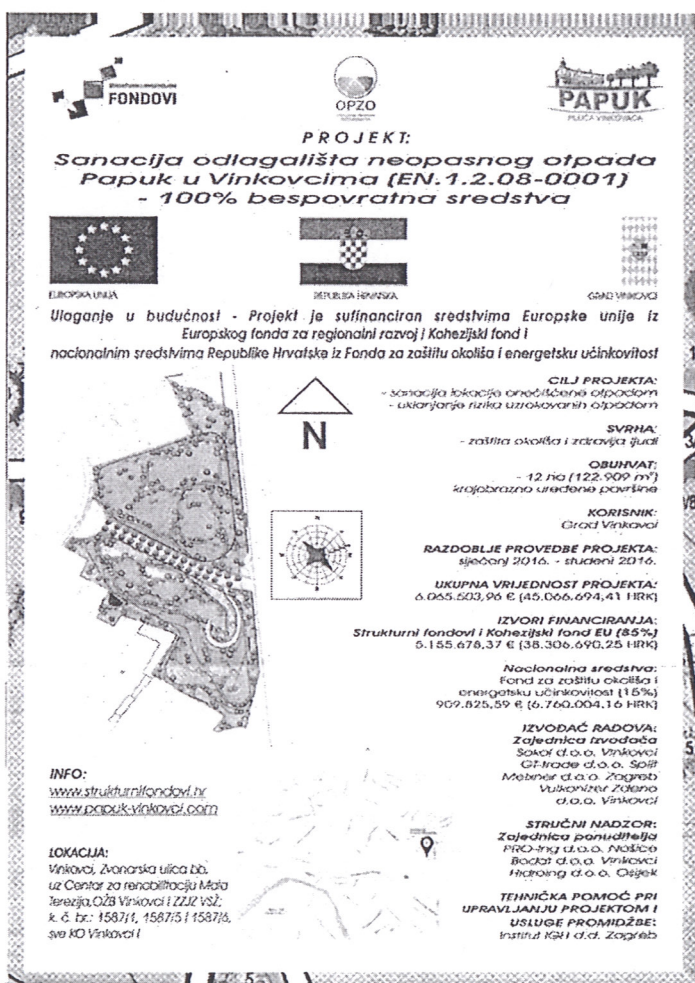 FONDOVI
OPZO
PAPUK
PLUĆA VINKOVACA
PROJEKT:
Sanacija odlagališta neopasnog otpada
Papuk u Vinkovcima (EN.1.2.08-0001)
- 100% bespovratna sredstva
EUROPSKA UNIJA
REPUBLIKA HRVATSKA
GRAD VINKOVCI
Ulaganje u budućnost - Projekt je sufinanciran sredstvima Europske unije iz
Europskog fonda za regionalni razvoj i Kohezijski fond i
nacionalnim sredstvima Republike Hrvatske iz Fonda za zaštitu okoliša i energetsku učinkovitost
N
CILJ PROJEKTA:
- sanacija lokacije onečišćene otpadom
- uklanjanje rizika uzrokovanih otpadom
SVRHA:
- zaštita okoliša i zdravlja ljudi
OBUHVAT:
- 12 ha (122.909 m²)
krajobrazno uređene površine
KORISNIK:
Grad Vinkovci
RAZDOBLJE PROVEDBE PROJEKTA:
siječanj 2016. - studeni 2016.
UKUPNA VRIJEDNOST PROJEKTA:
6.065.503,96 € (45.066.694,41 HRK)
IZVORI FINANCIRANJA:
Strukturni fondovi i Kohezijski fond EU (85%)
5.155.678,37 € (38.306.690,25 HRK)
Nacionalna sredstva:
Fond za zaštitu okoliša i
energetsku učinkovitost (15%)
909.825,59 € (6.760.004,16 HRK)
IZVOĐAČ RADOVA:
Zajednica izvođača
Sokol d.o.o. Vinkovci
GT-trade d.o.o. Split
d.o.o. Zagreb
Vulkanizer Zdeno
d.o.o. Vinkovci
STRUČNI NADZOR:
Zajednica ponuditelja
PRO-ing d.o.o. Našice
Bodat d.o.o. Vinkovci
Hidroing d.o.o. Osijek
TEHNIČKA POMOĆ PRI
UPRAVLJANJU PROJEKTOM I
USLUGE PROMIDŽBE:
Institut IGH d.d. Zagreb
INFO:
www.strukturnifondovi.hr
www.papuk-vinkovci.com
LOKACIJA:
Vinkovci, Zvonarska ulica bb,
uz Centar za rehabilitaciju Mala
Terezija, OŽB Vinkovci i ZZJZ VSŽ;
k. č. br.: 1587/1, 1587/5 i 1587/6,
sve KO Vinkovci I